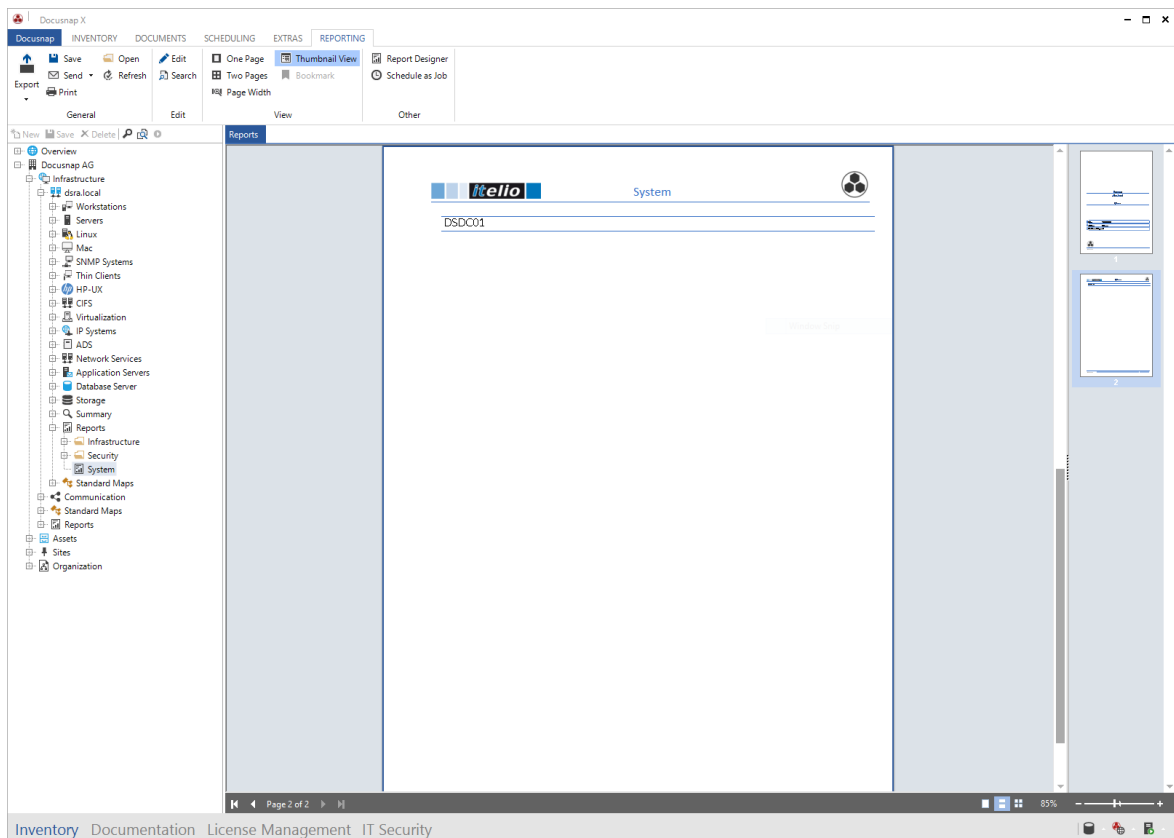 Docusnap X
Docusnap INVENTORY DOCUMENTS SCHEDULING EXTRAS REPORTING
Save Open Edit One Page Thumbnail View Report Designer
Send Refresh Search Two Pages Bookmark Schedule as Job
Export Print Page Width
General Edit View Other
New Save Delete
Reports
Overview
Docusnap AG
Infrastructure
dsra.local
Workstations
Servers
Linux
Mac
SNMP Systems
Thin Clients
HP-UX
CIFS
Virtualization
IP Systems
ADS
Network Services
Application Servers
Database Server
Storage
Summary
Reports
Infrastructure
Security
System
Standard Maps
Communication
Standard Maps
Reports
Assets
Sites
Organization
itelio System
DSDC01
1
2
Page 2 of 2 85%
Inventory Documentation License Management IT Security